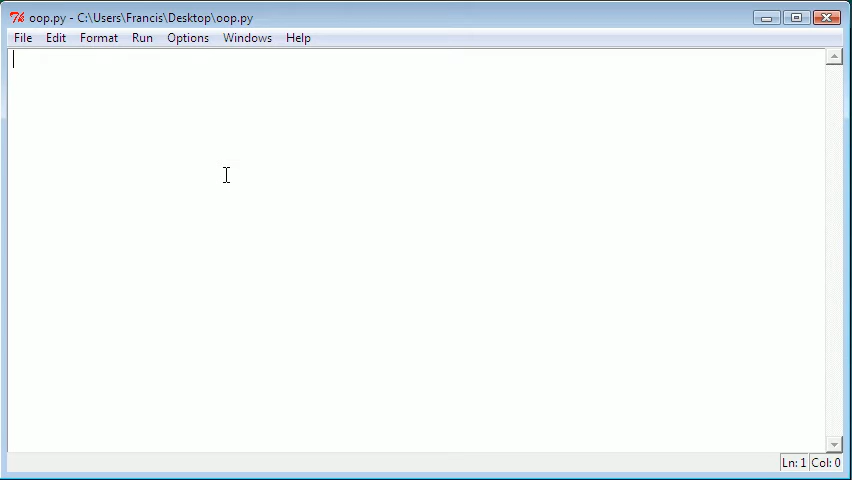 oop.py - C:\Users\Francis\Desktop\oop.py
File Edit Format Run Options Windows Help
Ln: 1 Col: 0